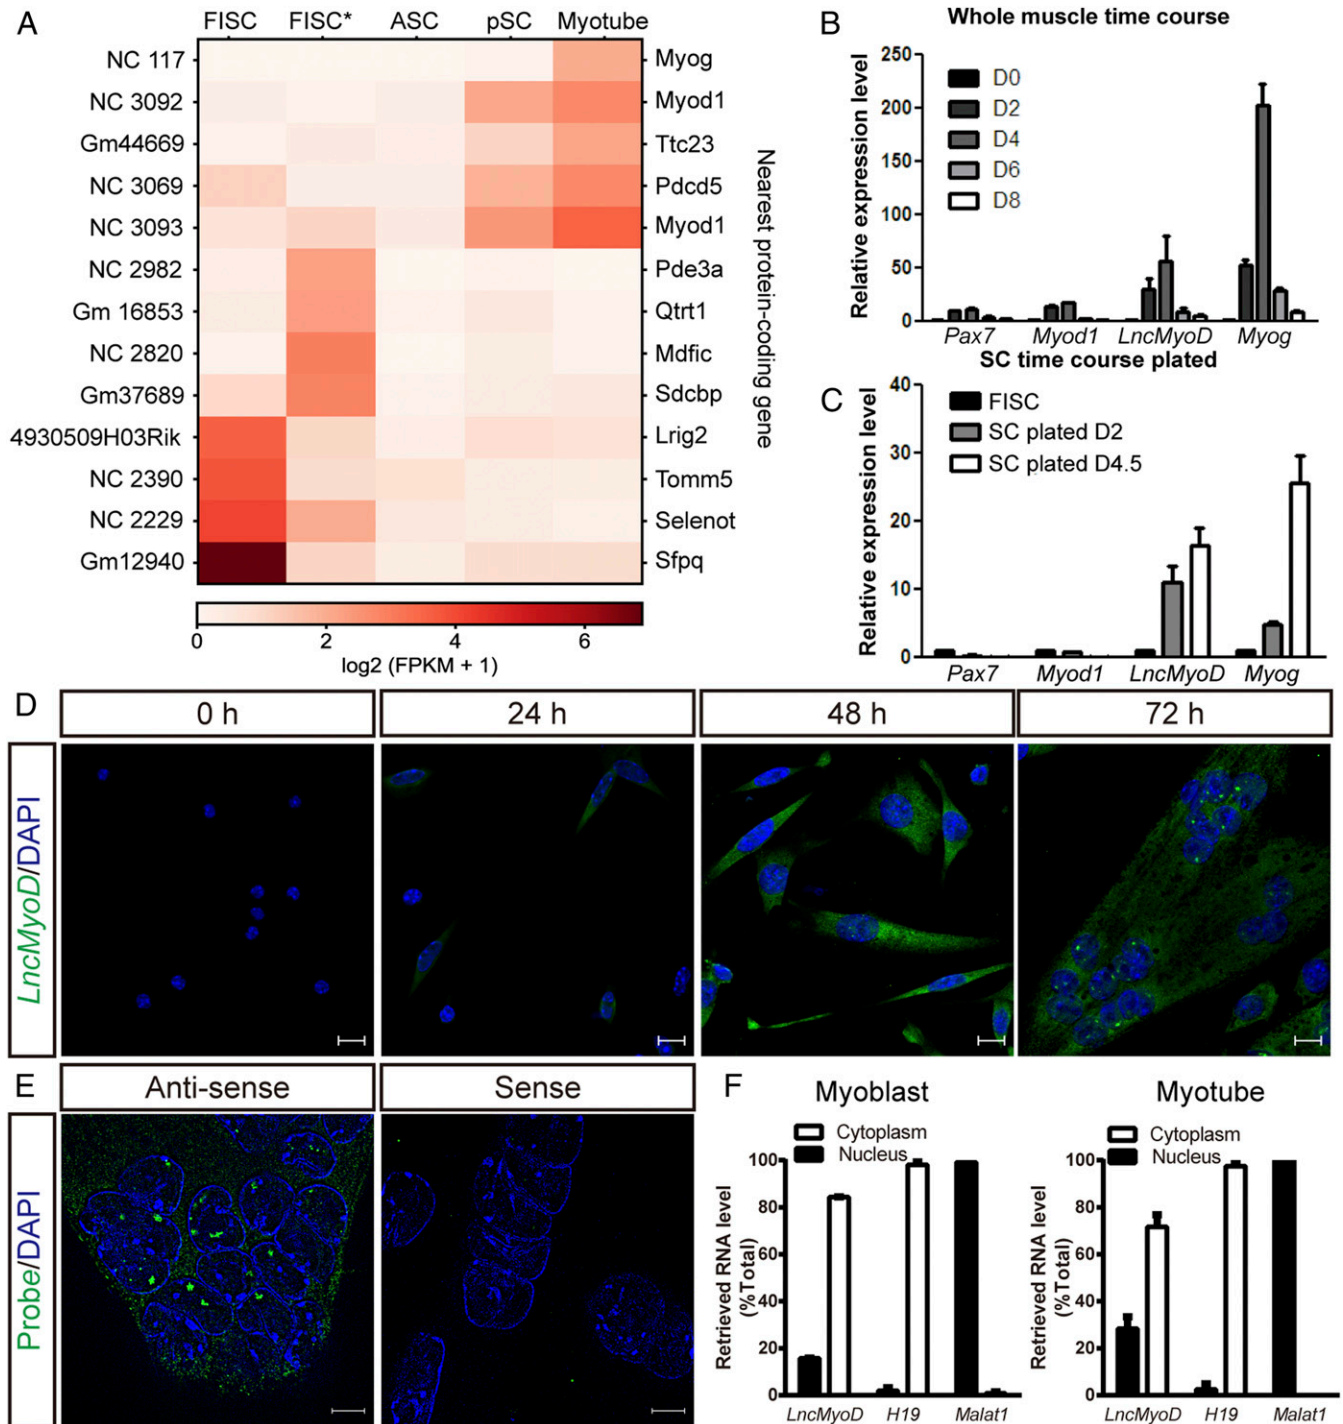 A
FISC FISC* ASC pSC Myotube
NC 117 Myog
NC 3092 Myod1
Gm44669 Ttc23
NC 3069 Pdcd5
NC 3093 Myod1
NC 2982 Pde3a
Gm 16853 Qtrt1
NC 2820 Mdfic
Gm37689 Sdcbp
4930509H03Rik Lrig2
NC 2390 Tomm5
NC 2229 Selenot
Gm12940 Sfpq
Nearest protein-coding gene
0 2 4 6
log2 (FPKM + 1)
B
Whole muscle time course
Relative expression level
250
200
150
100
50
0
D0
D2
D4
D6
D8
Pax7 Myod1 LncMyoD Myog
C
SC time course plated
Relative expression level
40
30
20
10
0
FISC
SC plated D2
SC plated D4.5
Pax7 Myod1 LncMyoD Myog
D
0 h 24 h 48 h 72 h
LncMyoD/DAPI
E
Anti-sense Sense
Probe/DAPI
F
Myoblast
Cytoplasm
Nucleus
Retrieved RNA level
(%Total)
100
80
60
40
20
0
LncMyoD H19 Malat1
Myotube
Cytoplasm
Nucleus
Retrieved RNA level
(%Total)
100
80
60
40
20
0
LncMyoD H19 Malat1